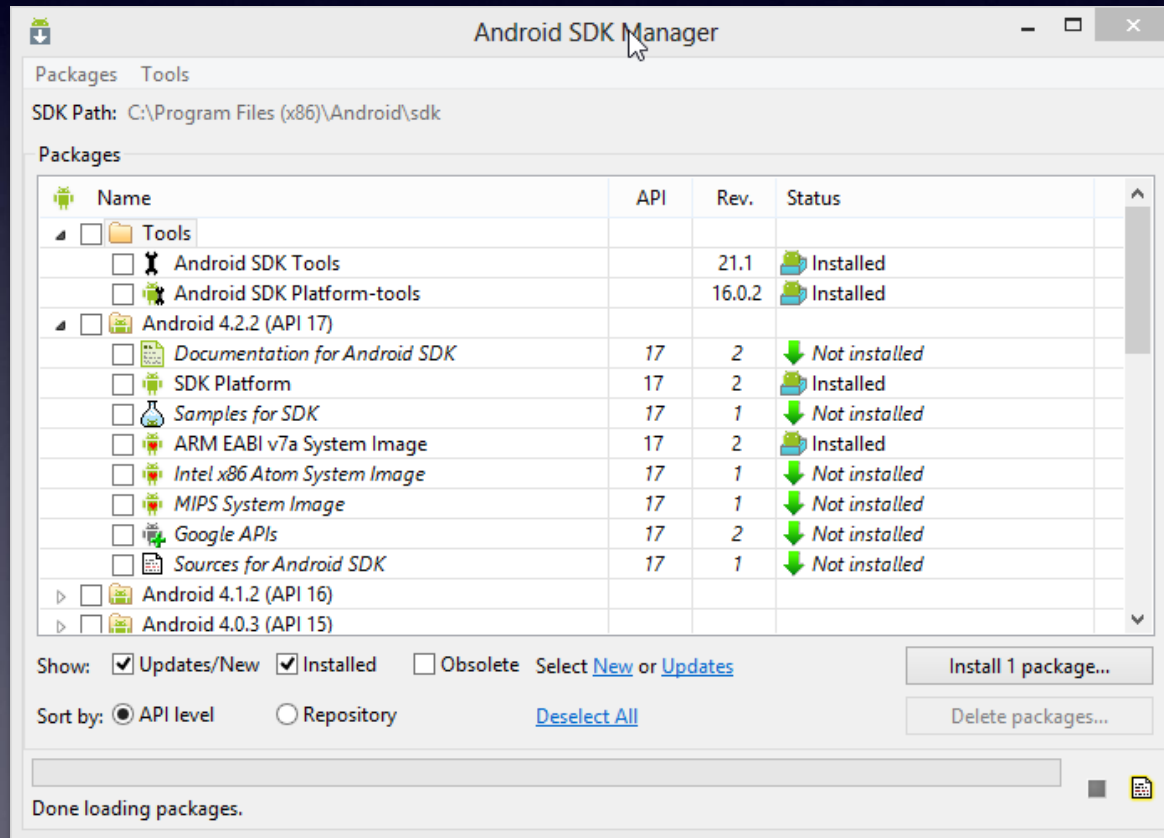 Android SDK Manager
Packages Tools
SDK Path: C:\Program Files (x86)\Android\sdk
Packages
Name API Rev. Status
Tools
Android SDK Tools 21.1 Installed
Android SDK Platform-tools 16.0.2 Installed
Android 4.2.2 (API 17)
Documentation for Android SDK 17 2 Not installed
SDK Platform 17 2 Installed
Samples for SDK 17 1 Not installed
ARM EABI v7a System Image 17 2 Installed
Intel x86 Atom System Image 17 1 Not installed
MIPS System Image 17 1 Not installed
Google APIs 17 2 Not installed
Sources for Android SDK 17 1 Not installed
Android 4.1.2 (API 16)
Android 4.0.3 (API 15)
Show: Updates/New Installed Obsolete Select New or Updates Install 1 package...
Sort by: API level Repository Deselect All Delete packages...
Done loading packages.